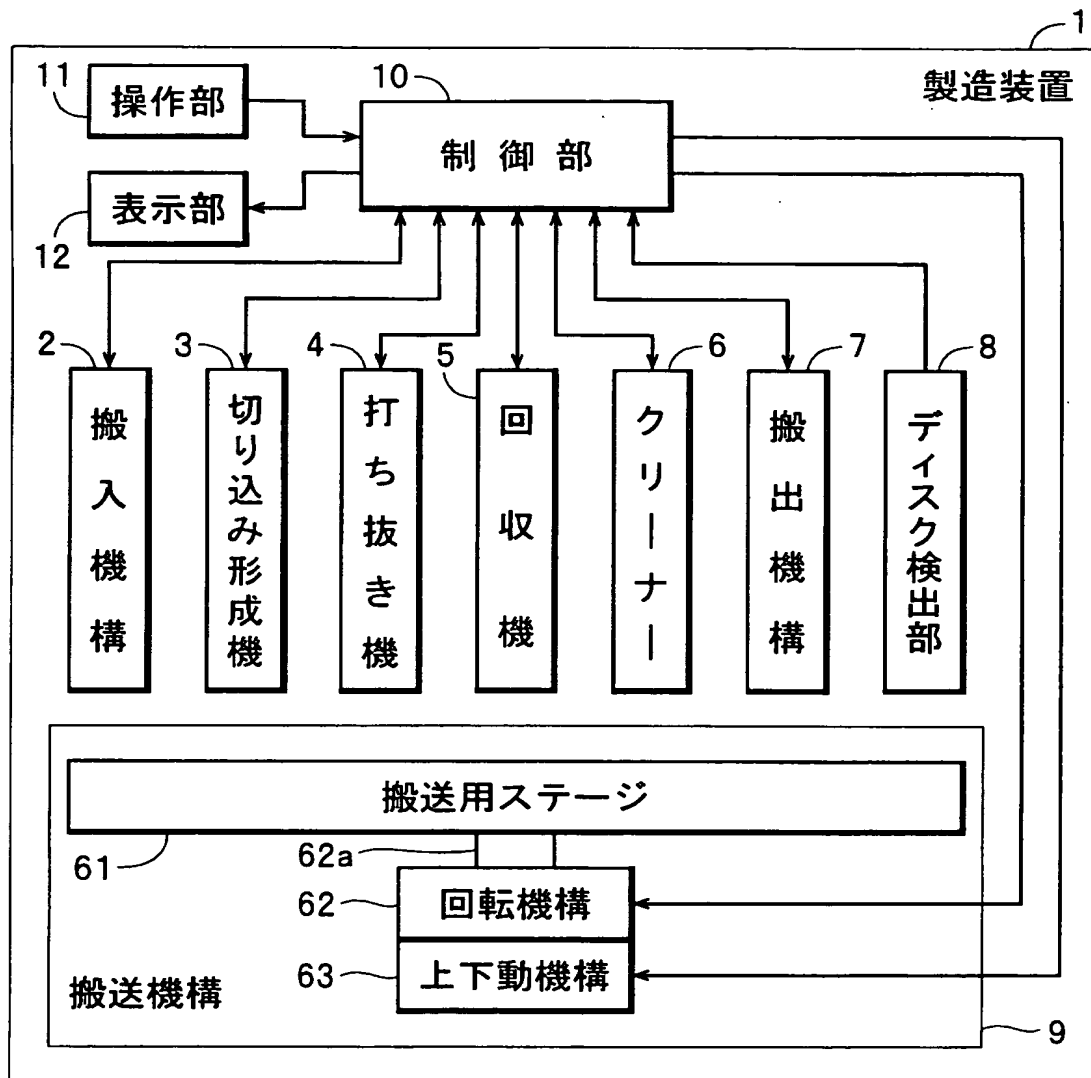 1
製造装置
11
操作部
10
制御部
表示部
12
2
3
4
5
6
7
8
搬入機構
切り込み形成機
打ち抜き機
回収機
クリーナー
搬出機構
ディスク検出部
搬送用ステージ
61
62a
62
回転機構
63
上下動機構
搬送機構
9